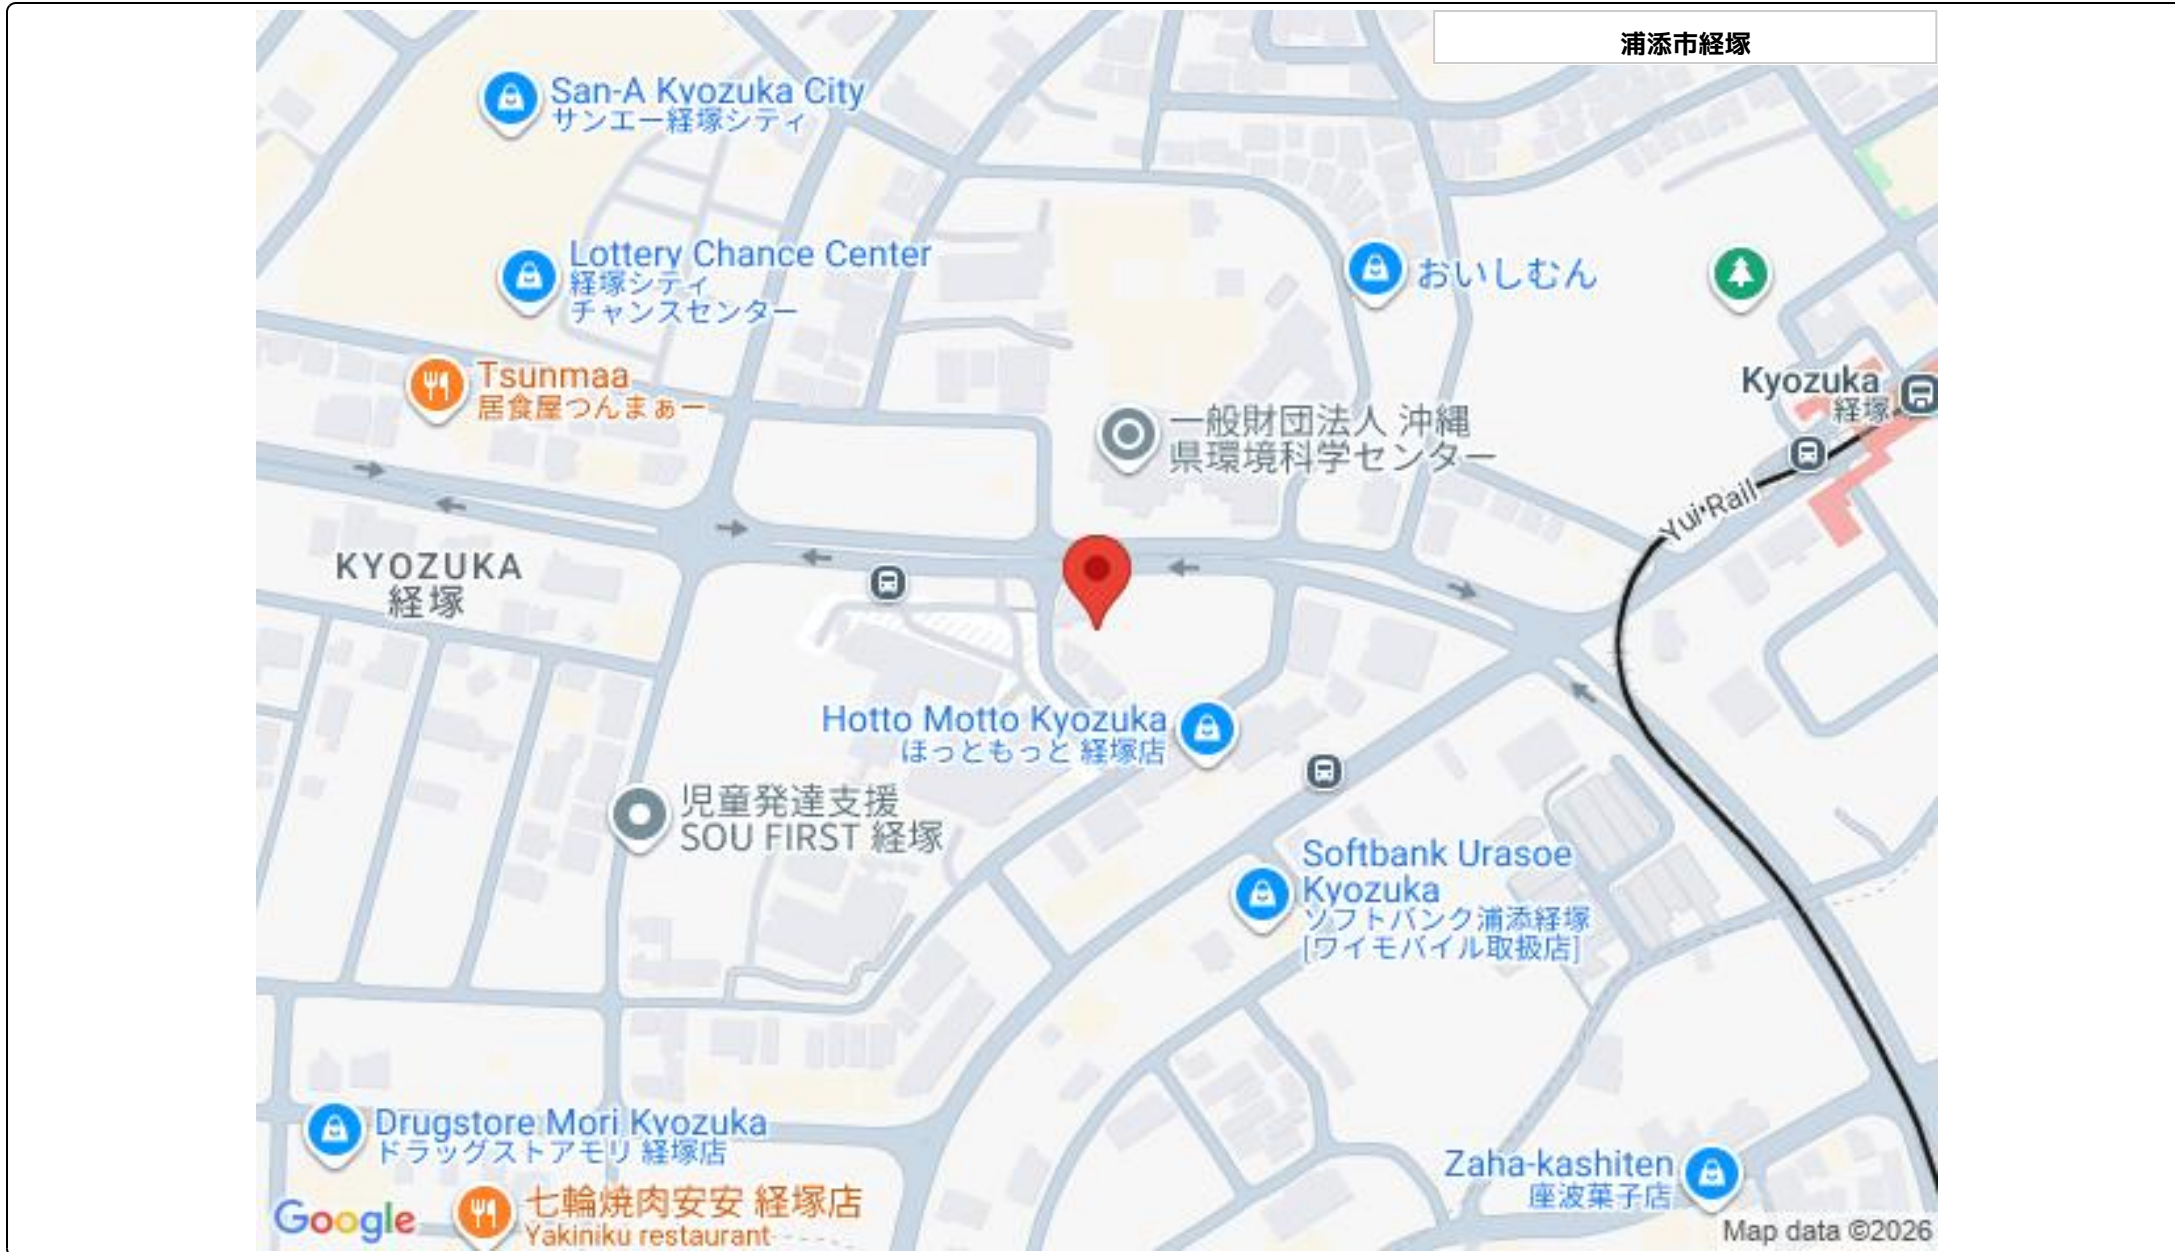 浦添市経塚
San-A Kyozuka City
サンエー経塚シティ
Lottery Chance Center
経塚シティ
チャンスセンター
おいしむん
Tsunmaa
居食屋つんまぁー
Kyozuka
経塚
一般財団法人 沖縄
県環境科学センター
Yui Rail
KYOZUKA
経塚
Hotto Motto Kyozuka
ほっともっと 経塚店
児童発達支援
SOU FIRST 経塚
Softbank Urasoe
Kyozuka
ソフトバンク浦添経塚
[ワイモバイル取扱店]
Drugstore Mori Kyozuka
ドラッグストアモリ 経塚店
Zaha-kashiten
座波菓子店
七輪焼肉安安 経塚店
Yakiniku restaurant
Google
Map data ©2026